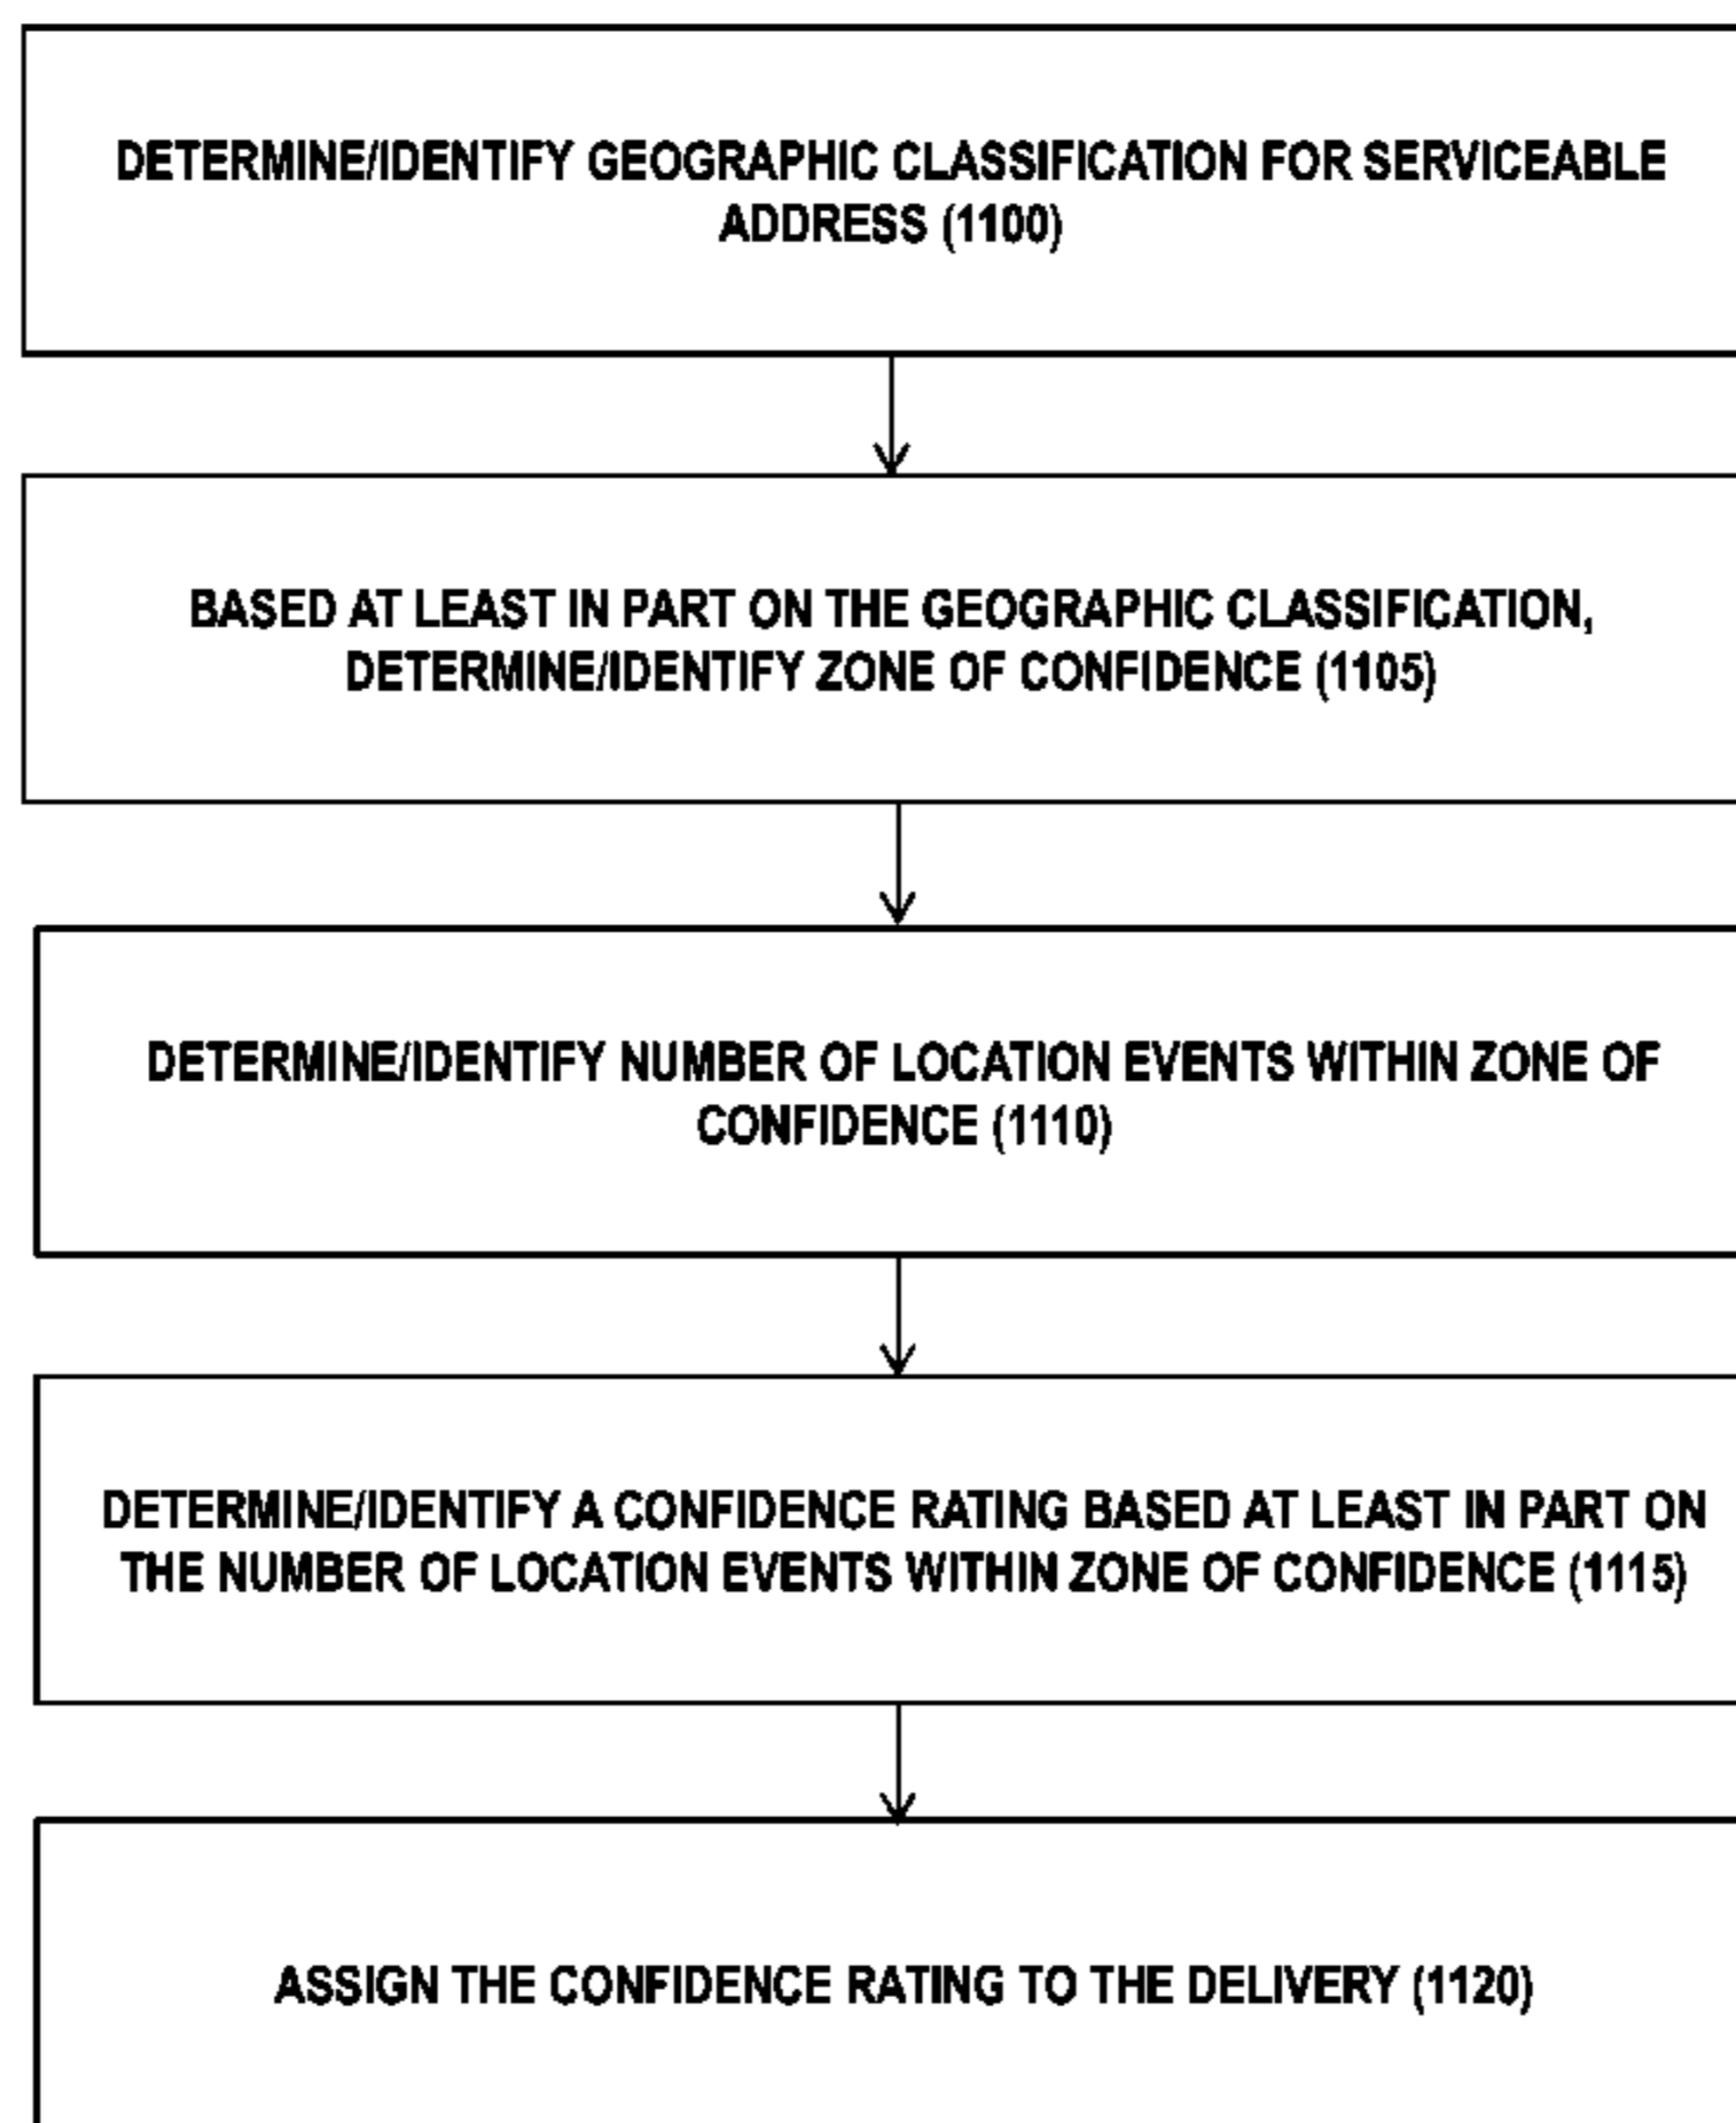 DETERMINE/IDENTIFY GEOGRAPHIC CLASSIFICATION FOR SERVICEABLE
ADDRESS (1100)
BASED AT LEAST IN PART ON THE GEOGRAPHIC CLASSIFICATION,
DETERMINE/IDENTIFY ZONE OF CONFIDENCE (1105)
DETERMINE/IDENTIFY NUMBER OF LOCATION EVENTS WITHIN ZONE OF
CONFIDENCE (1110)
DETERMINE/IDENTIFY A CONFIDENCE RATING BASED AT LEAST IN PART ON
THE NUMBER OF LOCATION EVENTS WITHIN ZONE OF CONFIDENCE (1115)
ASSIGN THE CONFIDENCE RATING TO THE DELIVERY (1120)